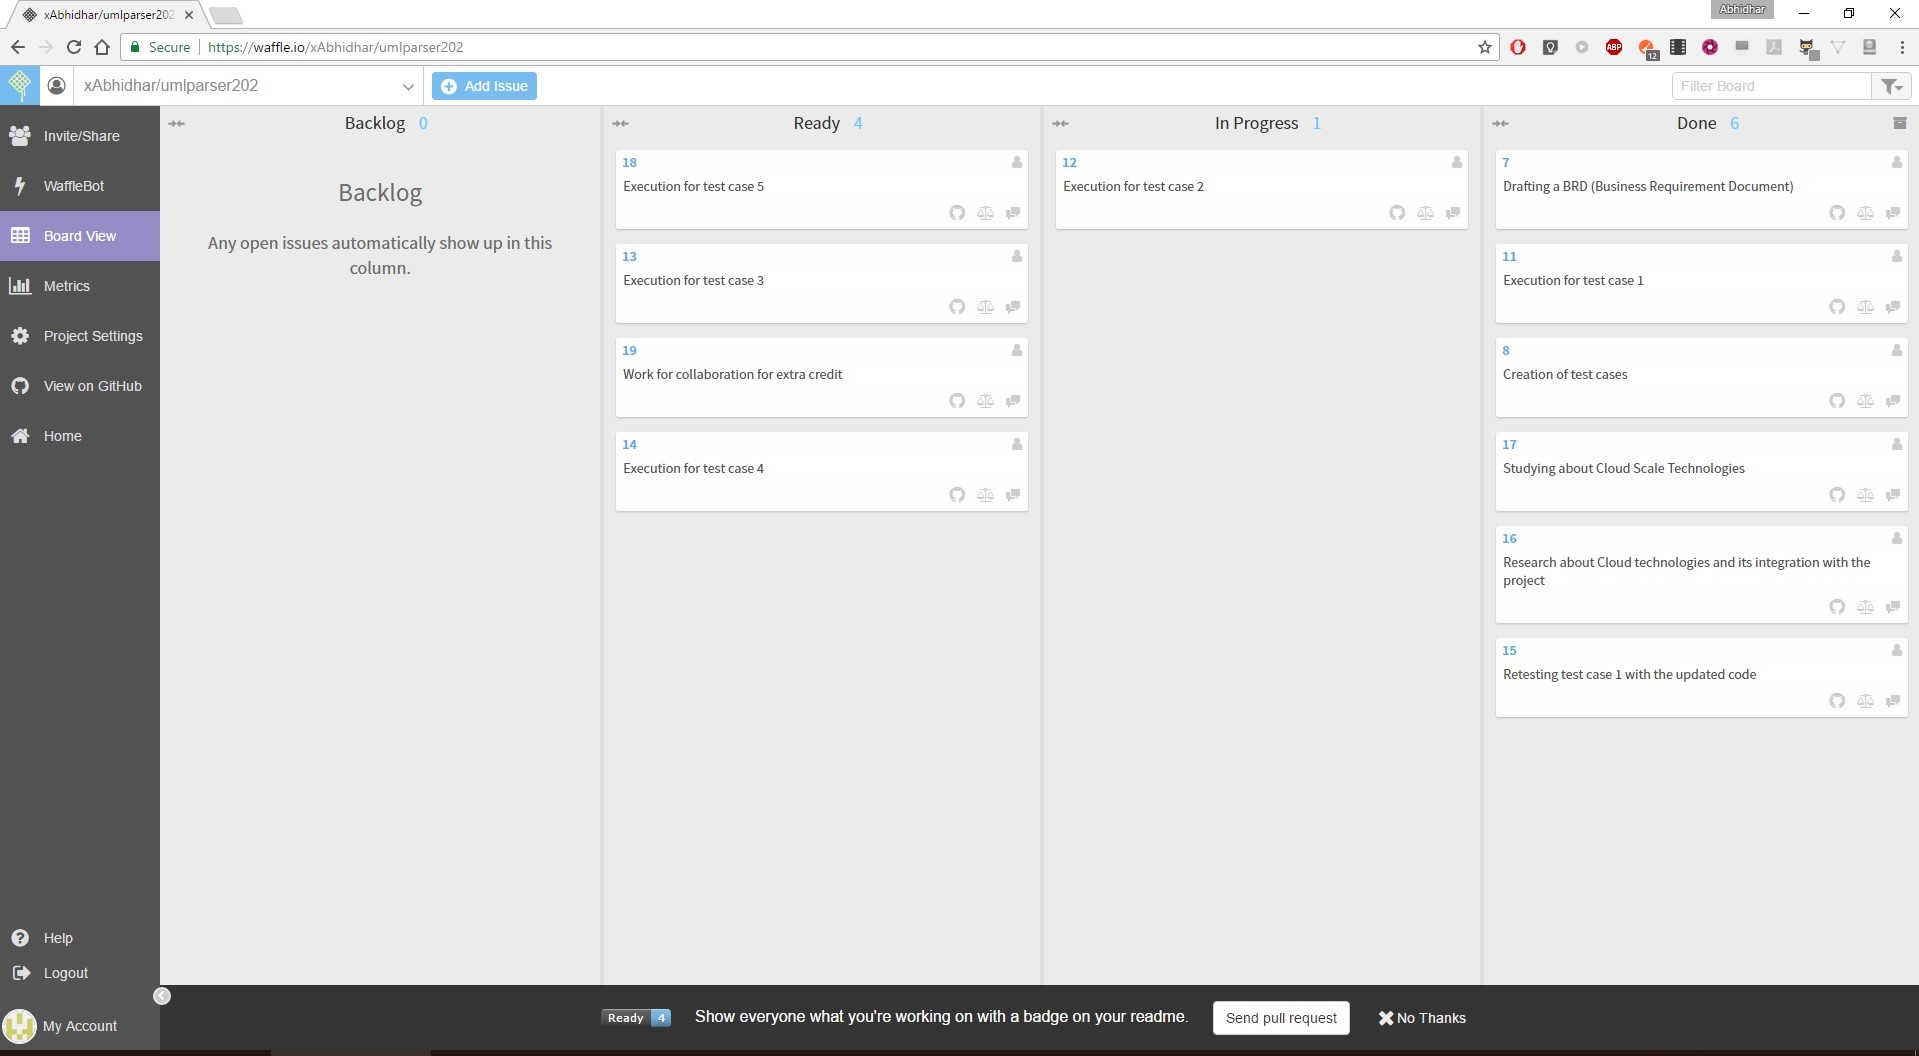 xAbhidhar/umlparser202
Abhidhar
Secure
https://waffle.io/xAbhidhar/umlparser202
ABP
12
xAbhidhar/umlparser202
Add Issue
Filter Board
Invite/Share
WaffleBot
Board View
Metrics
Project Settings
View on GitHub
Home
Help
Logout
My Account
Backlog 0
Backlog
Any open issues automatically show up in this
column.
Ready 4
18
Execution for test case 5
13
Execution for test case 3
19
Work for collaboration for extra credit
14
Execution for test case 4
In Progress 1
12
Execution for test case 2
Done 6
7
Drafting a BRD (Business Requirement Document)
11
Execution for test case 1
8
Creation of test cases
17
Studying about Cloud Scale Technologies
16
Research about Cloud technologies and its integration with the
project
15
Retesting test case 1 with the updated code
Ready 4
Show everyone what you're working on with a badge on your readme.
Send pull request
No Thanks